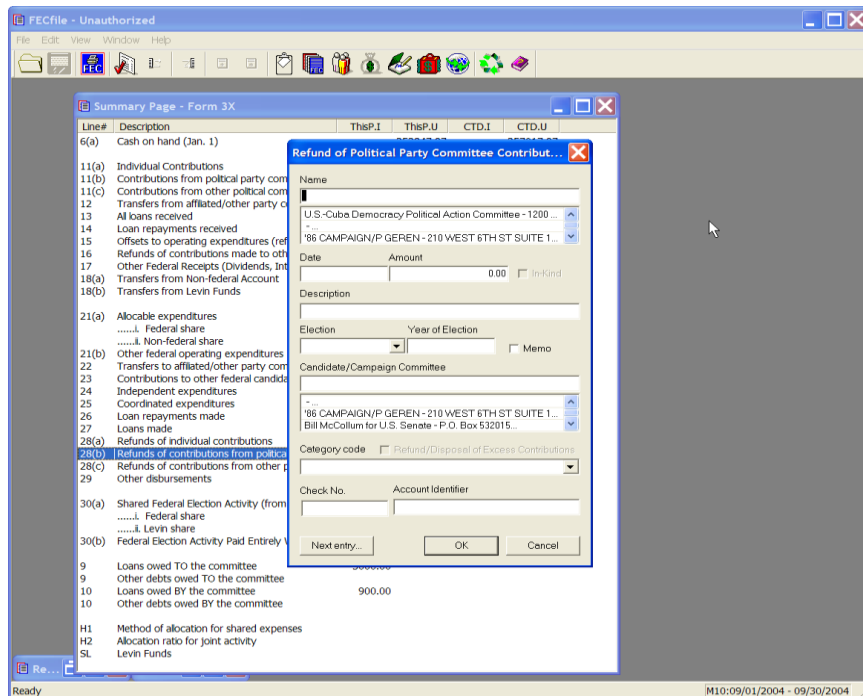 FECfile - Unauthorized
File Edit View Window Help
FEC
FEC
Summary Page - Form 3X
Line# Description ThisP.I ThisP.U CTD.I CTD.U
6(a) Cash on hand (Jan. 1)
11(a) Individual Contributions
11(b) Contributions from political party com
11(c) Contributions from other political com
12 Transfers from affiliated/other party c
13 All loans received
14 Loan repayments received
15 Offsets to operating expenditures (ref
16 Refunds of contributions made to oth
17 Other Federal Receipts (Dividends, Int
18(a) Transfers from Non-federal Account
18(b) Transfers from Levin Funds
21(a) Allocable expenditures
......i. Federal share
......ii. Non-federal share
21(b) Other federal operating expenditures
22 Transfers to affiliated/other party com
23 Contributions to other federal candida
24 Independent expenditures
25 Coordinated expenditures
26 Loan repayments made
27 Loans made
28(a) Refunds of individual contributions
28(b) Refunds of contributions from politica
28(c) Refunds of contributions from other p
29 Other disbursements
30(a) Shared Federal Election Activity (from
......i. Federal share
......ii. Levin share
30(b) Federal Election Activity Paid Entirely
9 Loans owed TO the committee
9 Other debts owed TO the committee
10 Loans owed BY the committee 900.00
10 Other debts owed BY the committee
H1 Method of allocation for shared expenses
H2 Allocation ratio for joint activity
SL Levin Funds
Refund of Political Party Committee Contribut...
Name
U.S.-Cuba Democracy Political Action Committee - 1200 ...
-...
'86 CAMPAIGN/P GEREN - 210 WEST 6TH ST SUITE 1...
Date Amount
0.00 In-Kind
Description
Election Year of Election
Memo
Candidate/Campaign Committee
-...
'86 CAMPAIGN/P GEREN - 210 WEST 6TH ST SUITE 1...
Bill McCollum for U.S. Senate - P.O. Box 532015...
Category code Refund/Disposal of Excess Contributions
Check No. Account Identifier
Next entry... OK Cancel
Re...
Ready M10:09/01/2004 - 09/30/2004